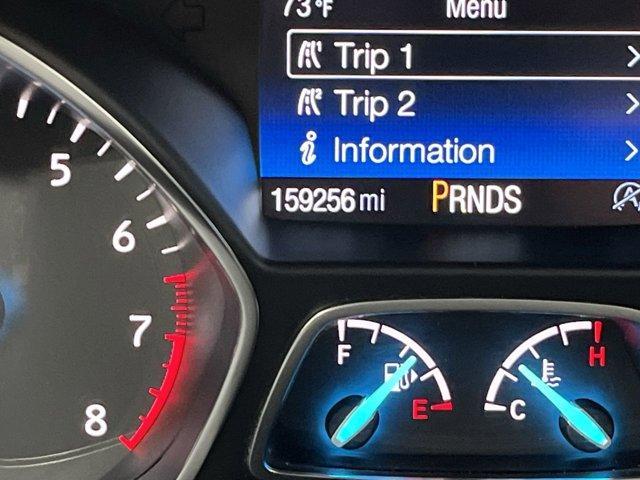 73°F Menu
Trip 1
Trip 2
Information
159256 mi PRNDS
5
6
7
8
F
E
C
H